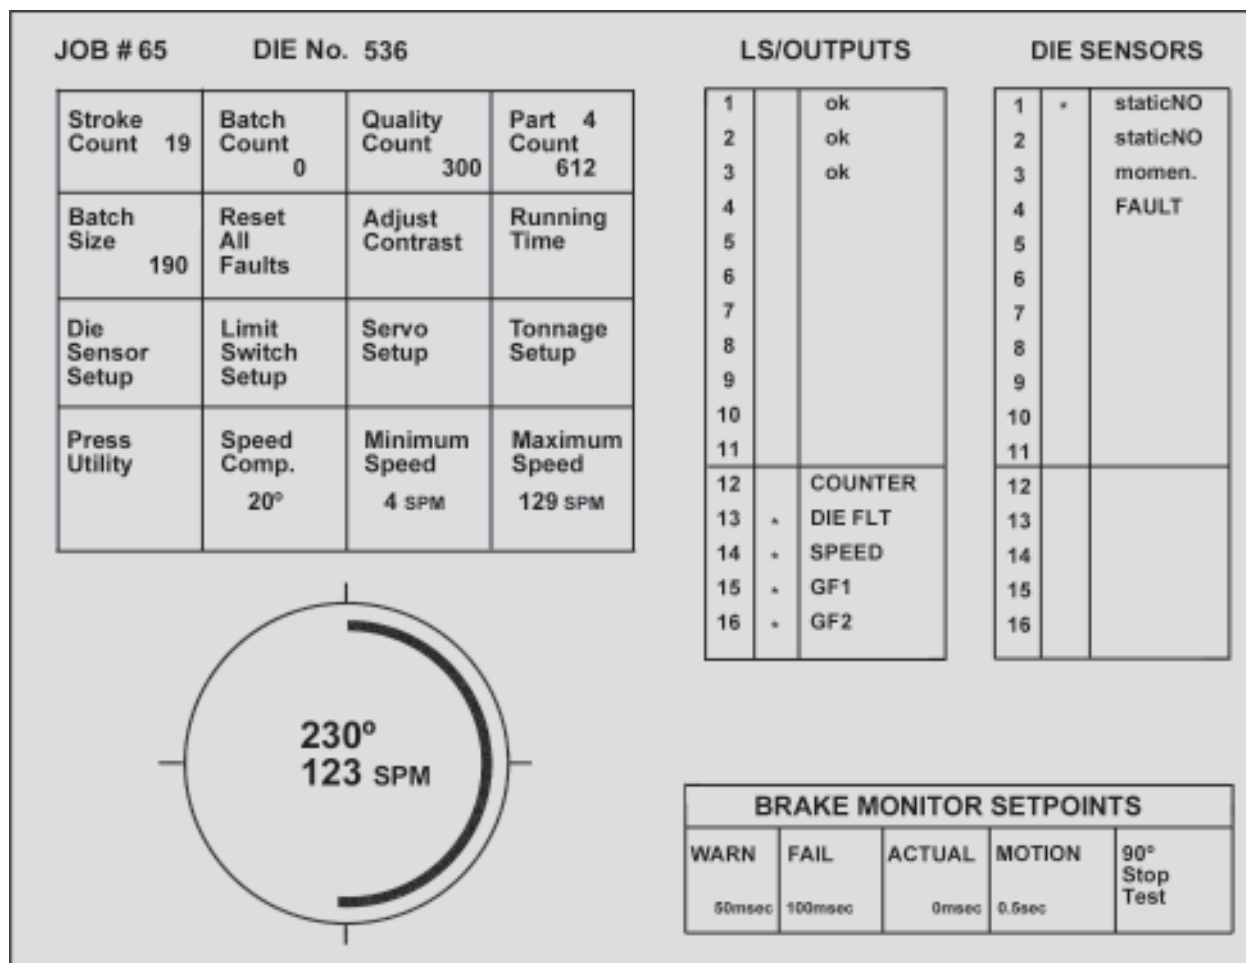 JOB # 65 DIE No. 536
Stroke
Count 19
Batch
Count
0
Quality
Count
300
Part 4
Count
612
Batch
Size
190
Reset
All
Faults
Adjust
Contrast
Running
Time
Die
Sensor
Setup
Limit
Switch
Setup
Servo
Setup
Tonnage
Setup
Press
Utility
Speed
Comp.
20º
Minimum
Speed
4 SPM
Maximum
Speed
129 SPM
230º
123 SPM
LS/OUTPUTS
1 ok
2 ok
3 ok
4
5
6
7
8
9
10
11
12 COUNTER
13 * DIE FLT
14 * SPEED
15 * GF1
16 * GF2
DIE SENSORS
1 * staticNO
2 staticNO
3 momen.
4 FAULT
5
6
7
8
9
10
11
12
13
14
15
16
BRAKE MONITOR SETPOINTS
WARN
50msec
FAIL
100msec
ACTUAL
0msec
MOTION
0.5sec
90º
Stop
Test